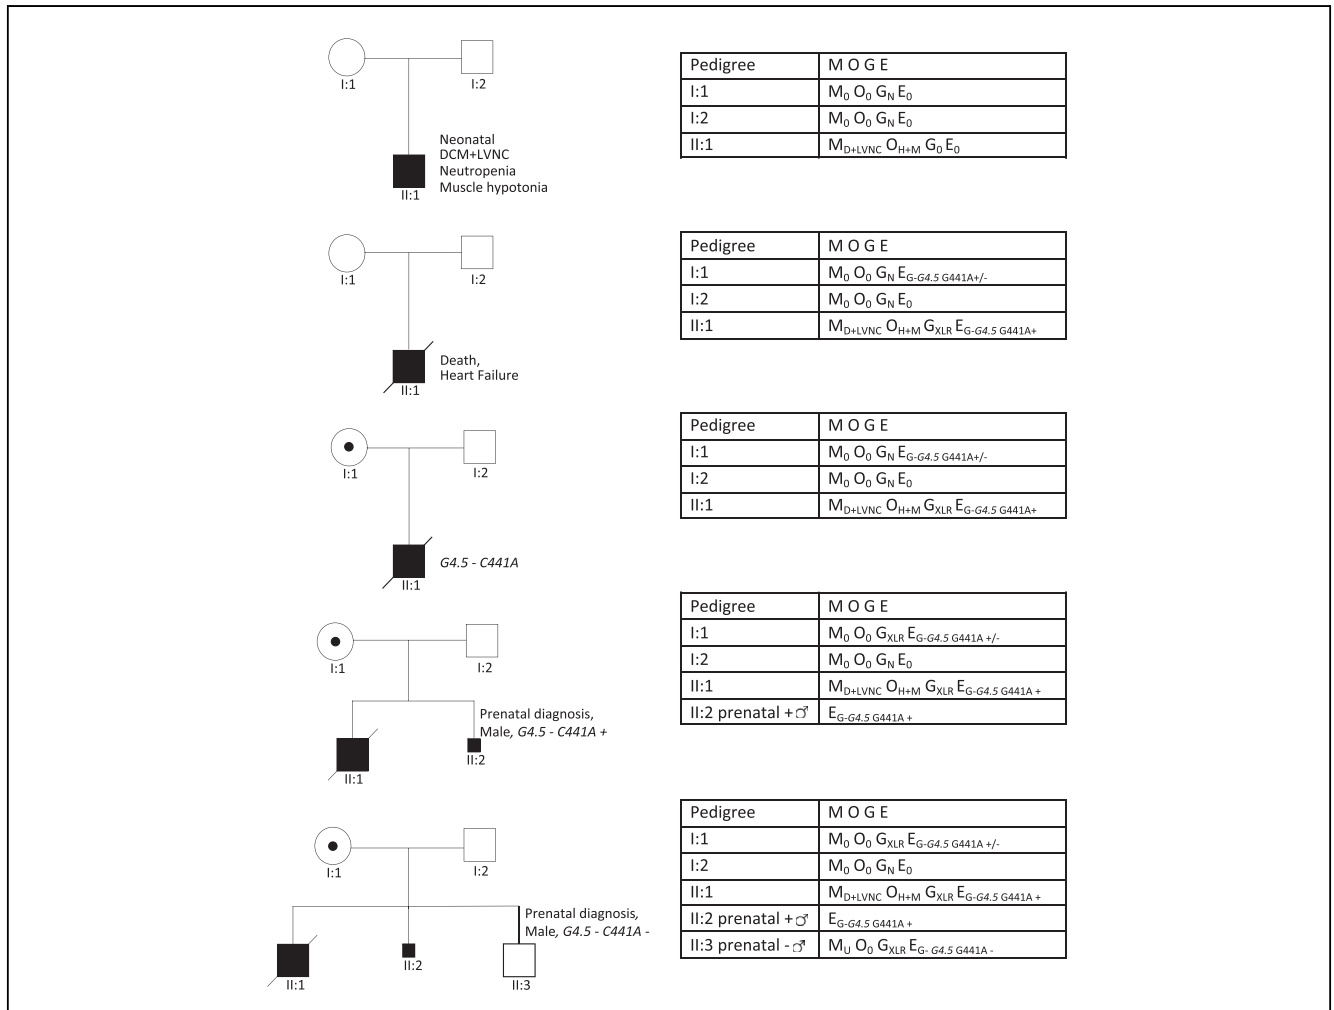 I:1
I:2
Neonatal
DCM+LVNC
Neutropenia
Muscle hypotonia
II:1
Pedigree M O G E
I:1 M0 O0 GN E0
I:2 M0 O0 GN E0
II:1 MD+LVNC OH+M G0 E0
I:1
I:2
Death,
Heart Failure
II:1
Pedigree M O G E
I:1 M0 O0 GN EG-G4.5 G441A+/-
I:2 M0 O0 GN E0
II:1 MD+LVNC OH+M GXLR EG-G4.5 G441A+
I:1
I:2
G4.5 - C441A
II:1
Pedigree M O G E
I:1 M0 O0 GN EG-G4.5 G441A+/-
I:2 M0 O0 GN E0
II:1 MD+LVNC OH+M GXLR EG-G4.5 G441A+
I:1
I:2
Prenatal diagnosis,
Male, G4.5 - C441A +
II:1
II:2
Pedigree M O G E
I:1 M0 O0 GXLR EG-G4.5 G441A +/-
I:2 M0 O0 GN E0
II:1 MD+LVNC OH+M GXLR EG-G4.5 G441A +
II:2 prenatal +♂ EG-G4.5 G441A +
I:1
I:2
Prenatal diagnosis,
Male, G4.5 - C441A -
II:1
II:2
II:3
Pedigree M O G E
I:1 M0 O0 GXLR EG-G4.5 G441A +/-
I:2 M0 O0 GN E0
II:1 MD+LVNC OH+M GXLR EG-G4.5 G441A +
II:2 prenatal +♂ EG-G4.5 G441A +
II:3 prenatal -♂ MU O0 GXLR EG- G4.5 G441A -